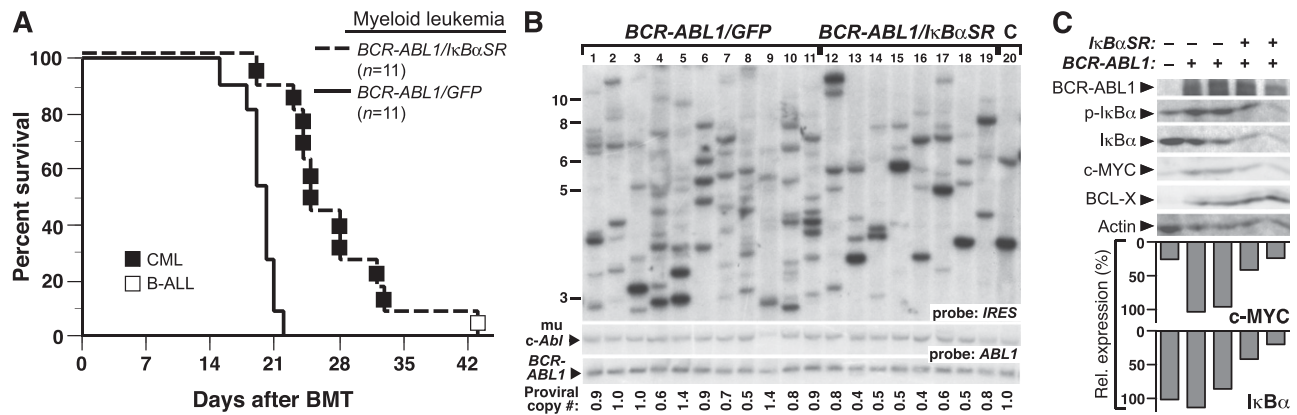 A
Myeloid leukemia
BCR-ABL1/IκBαSR
(n=11)
BCR-ABL1/GFP
(n=11)
Percent survival
100
80
60
40
20
0
CML
B-ALL
0 7 14 21 28 35 42
Days after BMT
B
BCR-ABL1/GFP BCR-ABL1/IκBαSR C
1 2 3 4 5 6 7 8 9 10 11 12 13 14 15 16 17 18 19 20
10
8
6
5
3
probe: IRES
mu
c-Abl
probe: ABL1
BCR-
ABL1
Proviral
copy #:
0.9 1.0 1.0 0.6 1.4 0.9 0.7 0.5 1.4 0.8 0.9 0.8 0.4 0.5 0.5 0.4 0.6 0.5 0.8 1.0
C
IκBαSR: – – – + +
BCR-ABL1: – + + + +
BCR-ABL1
p-IκBα
IκBα
c-MYC
BCL-X
Actin
Rel. expression (%)
0
50
100
c-MYC
0
50
100
IκBα